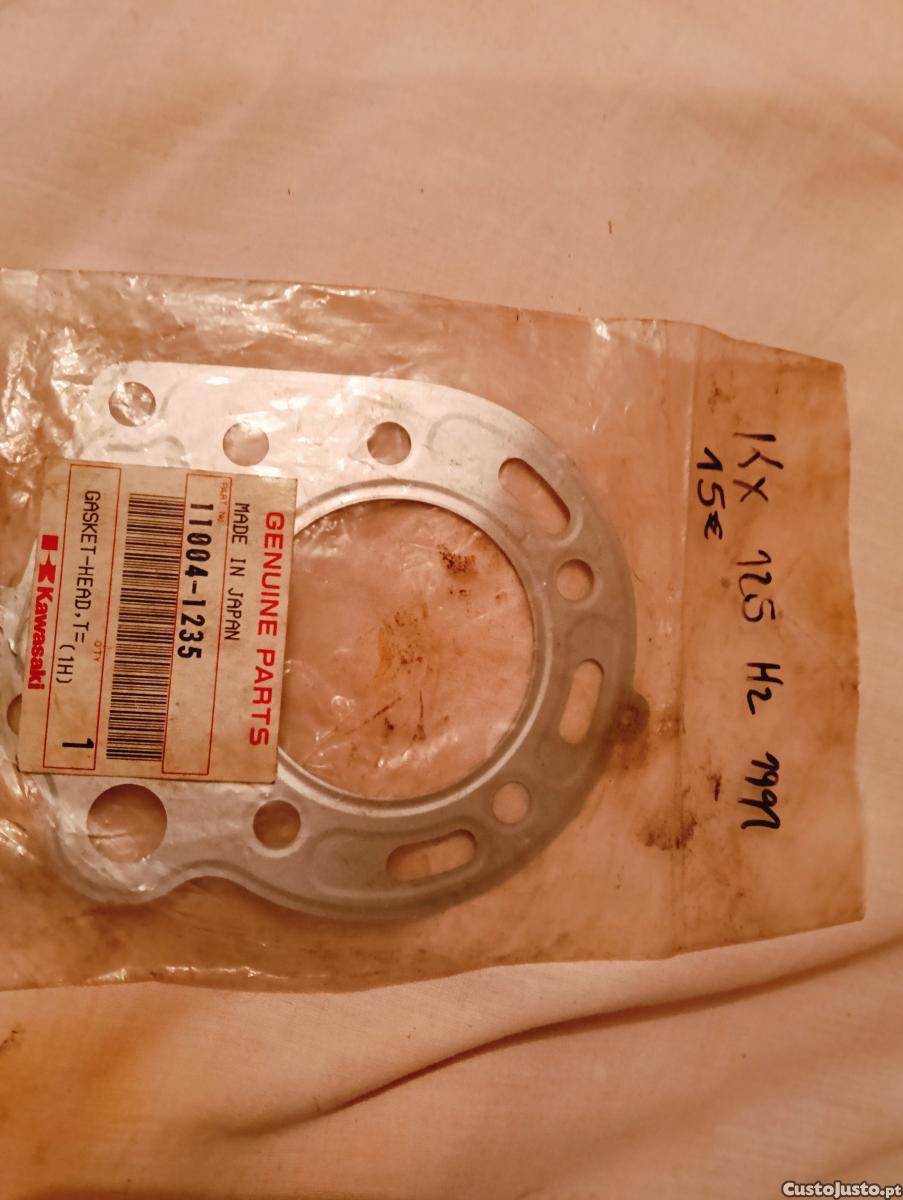 KX 125 H2 1991
15€
GENUINE PARTS
MADE IN JAPAN
PART No.
11004-1235
QTY
GASKET-HEAD,T=(1H)
1
Kawasaki
CustoJusto.pt